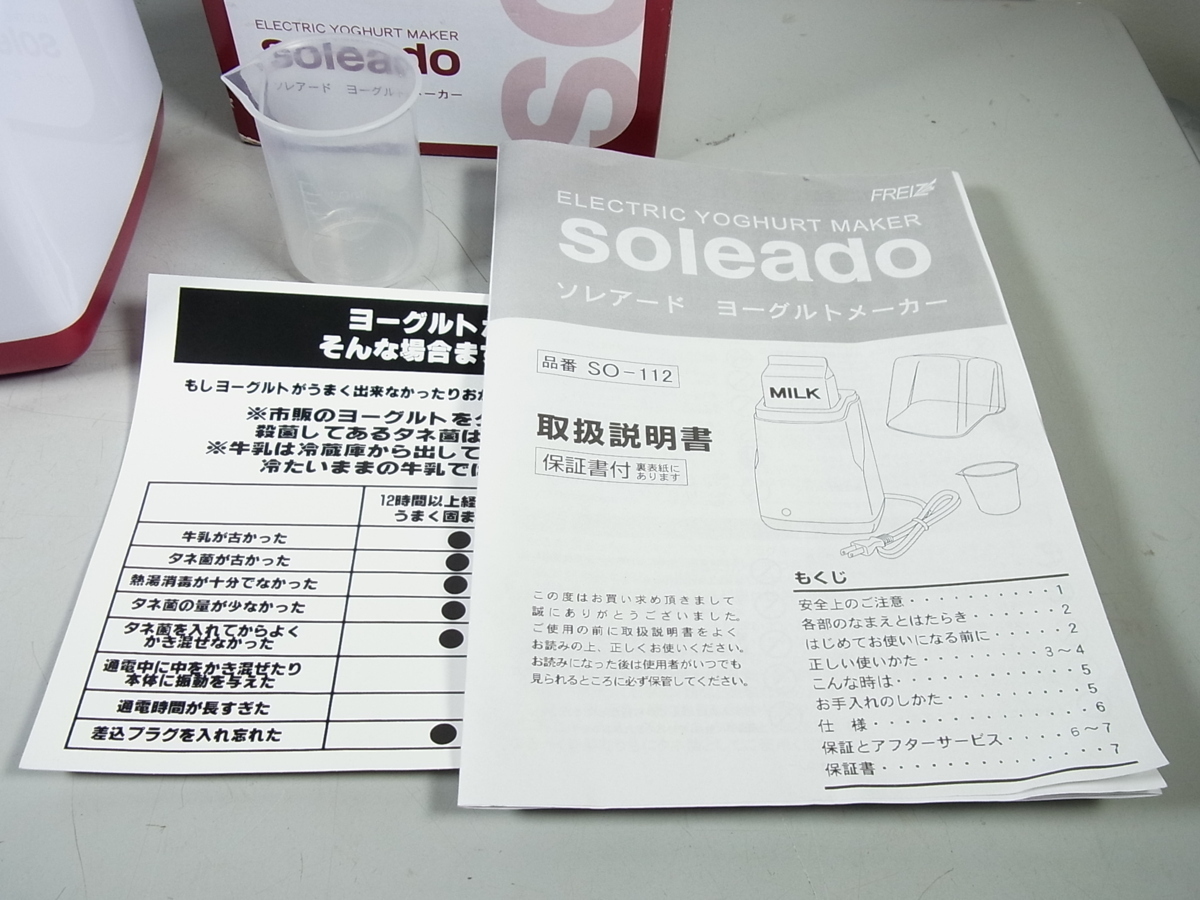 ELECTRIC YOGHURT MAKER
soleado
ソレアード ヨーグルトメーカー
so
FREIZ
ELECTRIC YOGHURT MAKER
soleado
ソレアード ヨーグルトメーカー
品番 SO-112
MILK
取扱説明書
保証書付 裏表紙に
あります
この度はお買い求め頂きまして
誠にありがとうございました。
ご使用の前に取扱説明書をよく
お読みの上、正しくお使いください。
お読みになった後は使用者がいつでも
見られるところに必ず保管してください。
もくじ
安全上のご注意・・・・・・・・・・1
各部のなまえとはたらき・・・・・2
はじめてお使いになる前に・・・・・2
正しい使いかた・・・・・・・・3～4
こんな時は・・・・・・・・・・・5
お手入れのしかた・・・・・・・・5
仕 様・・・・・・・・・・・・・6
保証とアフターサービス・・・・6～7
保証書・・・・・・・・・・・・・7
ヨーグルト
そんな場合ま
もしヨーグルトがうまく出来なかったりお
※市販のヨーグルトを
殺菌してあるタネ菌は
※牛乳は冷蔵庫から出して
冷たいままの牛乳では
12時間以上経
うまく固ま
牛乳が古かった ●
タネ菌が古かった ●
熱湯消毒が十分でなかった ●
タネ菌の量が少なかった ●
タネ菌を入れてからよく
かき混ぜなかった ●
通電中に中をかき混ぜたり
本体に振動を与えた
通電時間が長すぎた
差込プラグを入れ忘れた ●